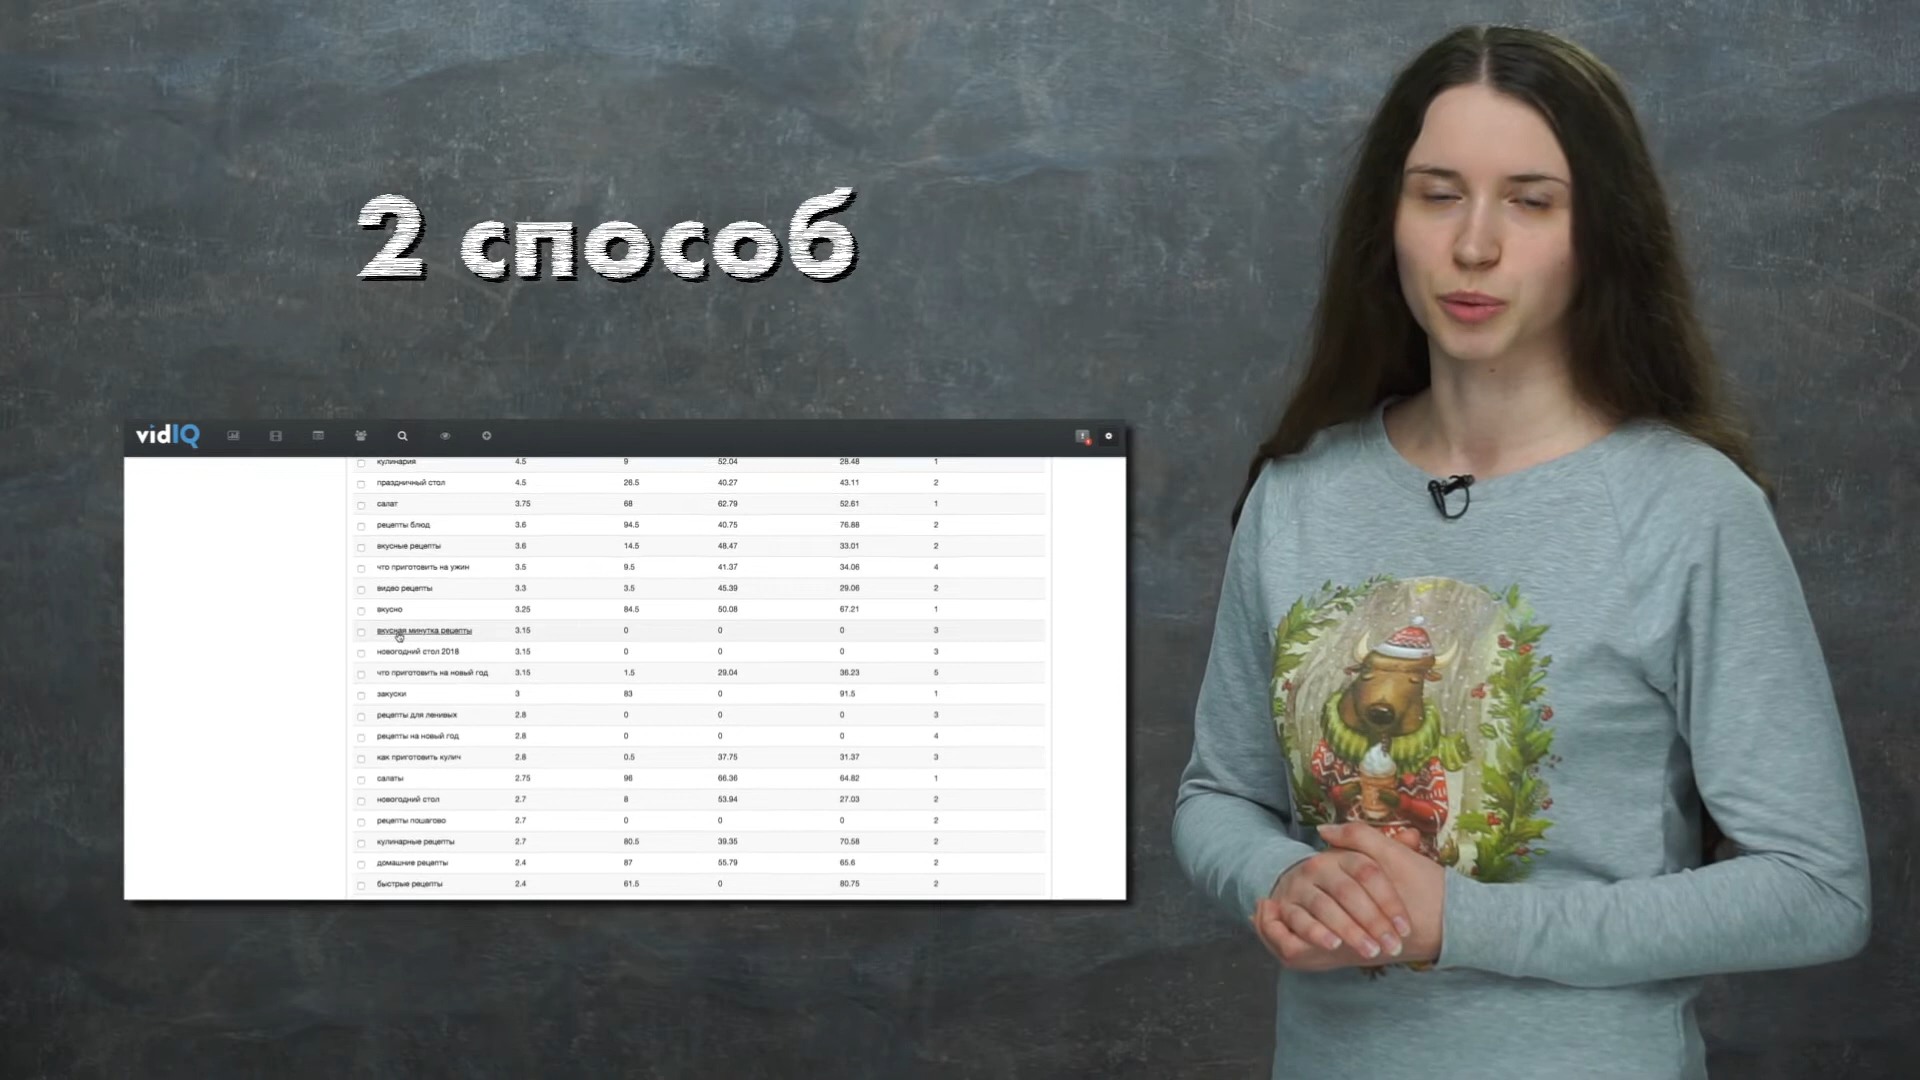 2 способ
vidIQ
кулинария 4.5 9 52.04 28.48 1
праздничный стол 4.5 26.5 40.27 43.11 2
салат 3.75 68 62.79 52.61 1
рецепты блюд 3.6 94.5 40.75 76.88 2
вкусные рецепты 3.6 14.5 48.47 33.01 2
что приготовить на ужин 3.5 9.5 41.37 34.06 4
видео рецепты 3.3 3.5 45.39 29.06 2
вкусно 3.25 84.5 50.08 67.21 1
вкусная минутка рецепты 3.15 0 0 0 3
новогодний стол 2018 3.15 0 0 0 3
что приготовить на новый год 3.15 1.5 29.04 36.23 5
закуски 3 83 0 91.5 1
рецепты для ленивых 2.8 0 0 0 3
рецепты на новый год 2.8 0 0 0 4
как приготовить кулич 2.8 0.5 37.75 31.37 3
салаты 2.75 96 66.36 64.82 1
новогодний стол 2.7 8 53.94 27.03 2
рецепты пошагово 2.7 0 0 0 2
кулинарные рецепты 2.7 80.5 39.35 70.58 2
домашние рецепты 2.4 87 55.79 65.6 2
быстрые рецепты 2.4 61.5 0 80.75 2